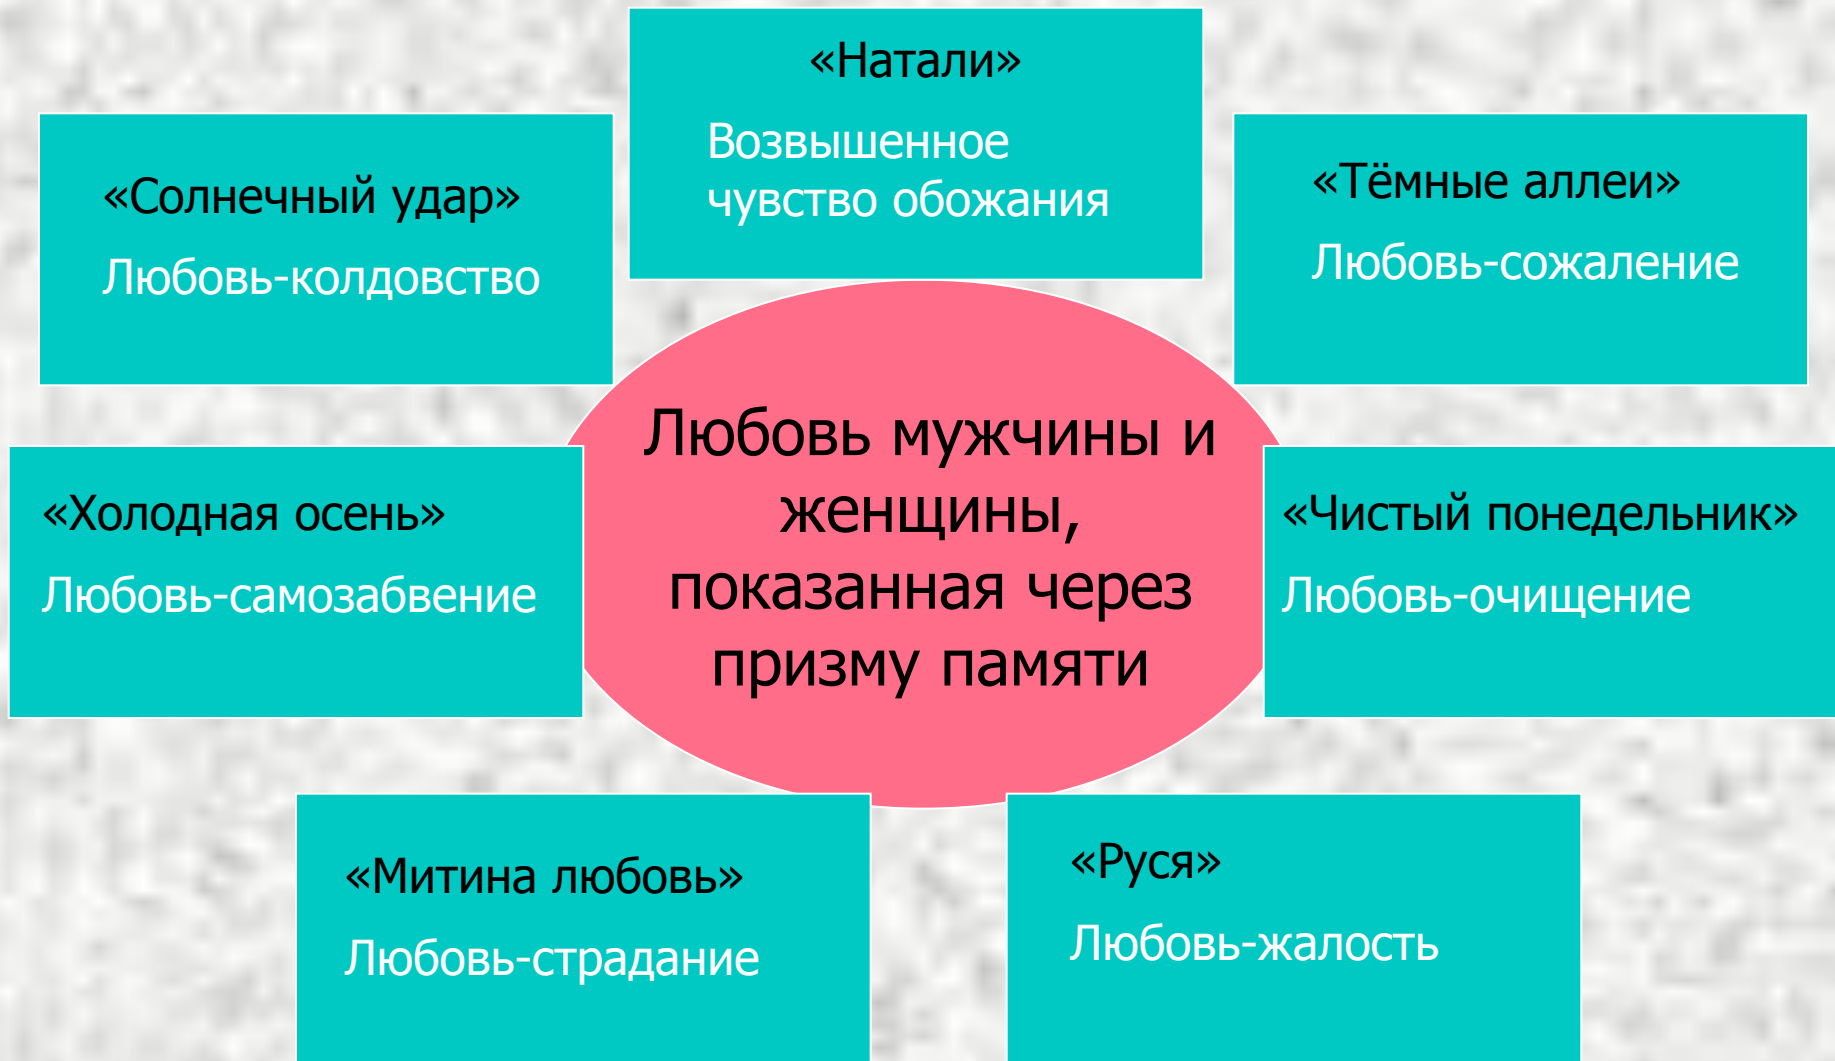 «Натали»
Возвышенное
чувство обожания
«Солнечный удар»
Любовь-колдовство
«Тёмные аллеи»
Любовь-сожаление
Любовь мужчины и
женщины,
показанная через
призму памяти
«Холодная осень»
Любовь-самозабвение
«Чистый понедельник»
Любовь-очищение
«Митина любовь»
Любовь-страдание
«Руся»
Любовь-жалость